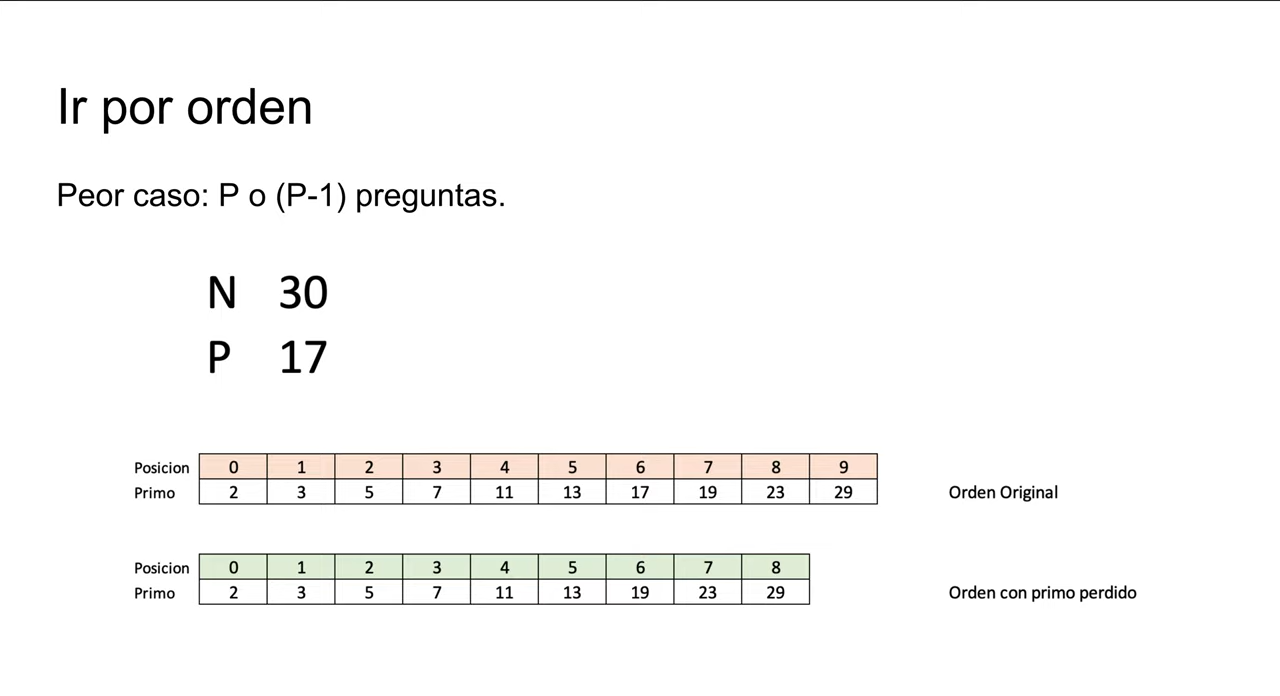 Ir por orden
Peor caso: P o (P-1) preguntas.
N 30
P 17
Posicion 0 1 2 3 4 5 6 7 8 9
Primo 2 3 5 7 11 13 17 19 23 29 Orden Original
Posicion 0 1 2 3 4 5 6 7 8
Primo 2 3 5 7 11 13 19 23 29 Orden con primo perdido